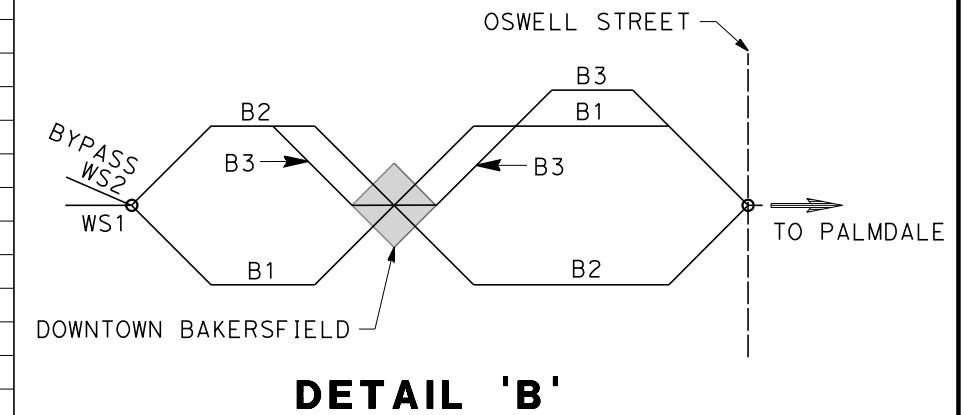 OSWELL STREET
B3
B2
B1
BYPASS
WS2
B3
B3
WS1
TO PALMDALE
B1
B2
DOWNTOWN BAKERSFIELD
DETAIL 'B'